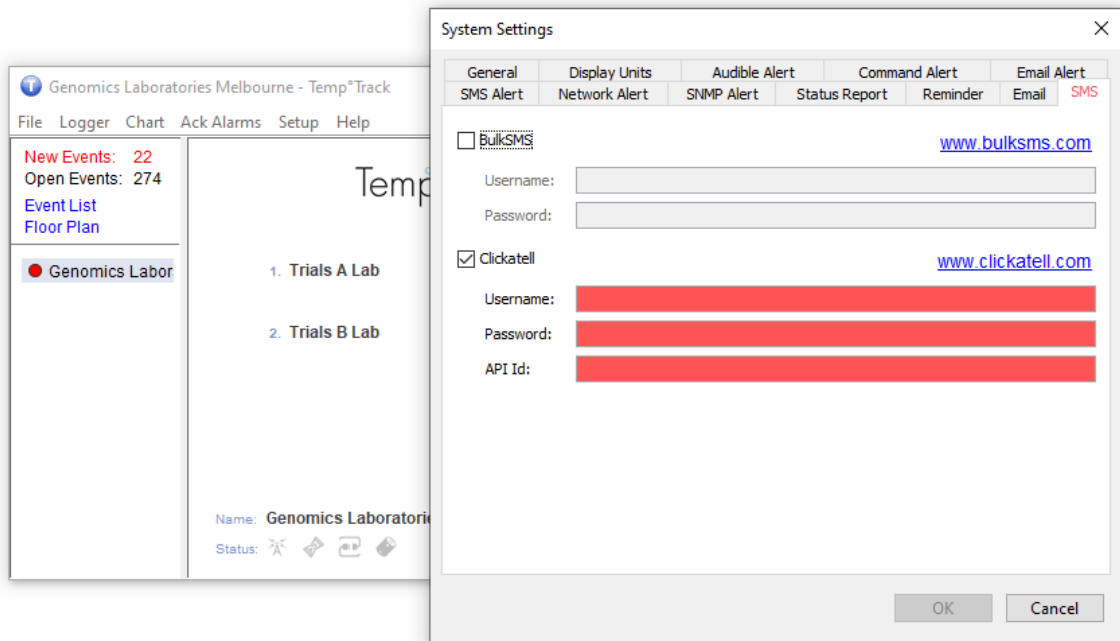 Genomics Laboratories Melbourne - Temp°Track
File Logger Chart Ack Alarms Setup Help
New Events: 22
Open Events: 274
Event List
Floor Plan
Genomics Labor
Temp
1. Trials A Lab
2. Trials B Lab
Name: Genomics Laboratorie
Status:
System Settings
General Display Units Audible Alert Command Alert Email Alert
SMS Alert Network Alert SNMP Alert Status Report Reminder Email SMS
BulkSMS www.bulksms.com
Username:
Password:
Clickatell www.clickatell.com
Username:
Password:
API Id:
OK Cancel